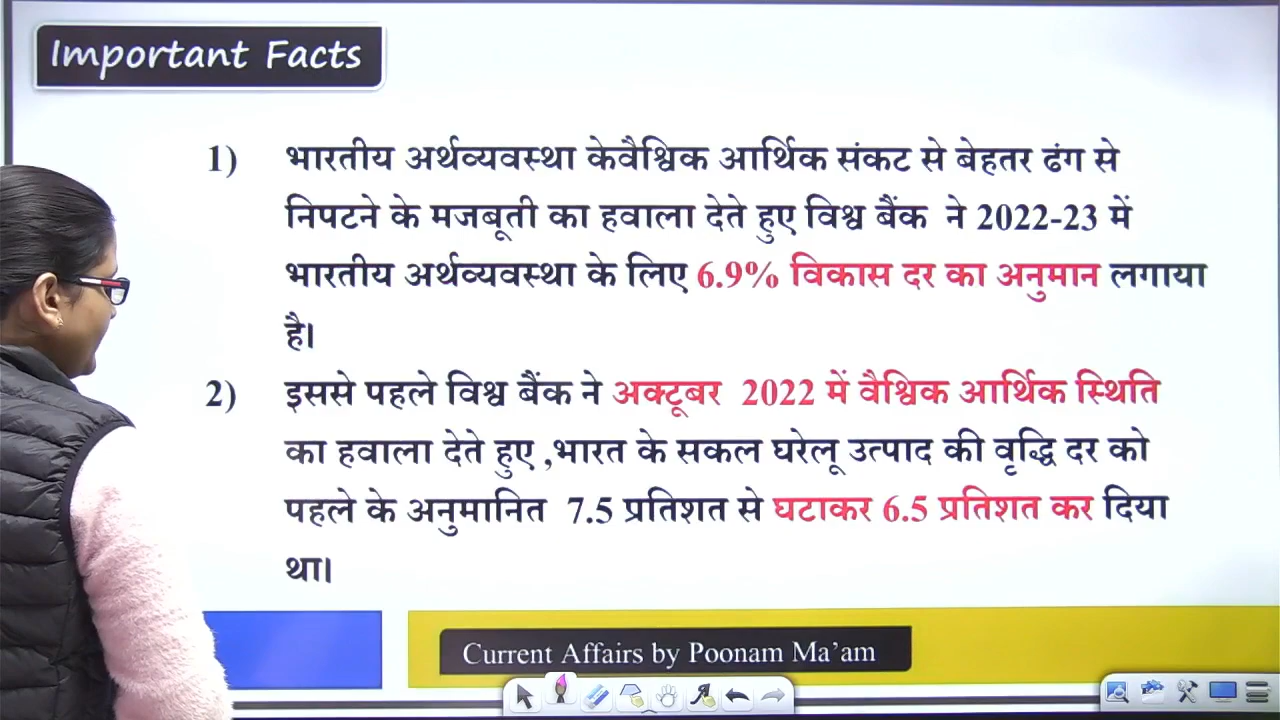 Important Facts
1) भारतीय अर्थव्यवस्था केवैश्विक आर्थिक संकट से बेहतर ढंग से
निपटने के मजबूती का हवाला देते हुए विश्व बैंक ने 2022-23 में
भारतीय अर्थव्यवस्था के लिए 6.9% विकास दर का अनुमान लगाया
है।
2) इससे पहले विश्व बैंक ने अक्टूबर 2022 में वैश्विक आर्थिक स्थिति
का हवाला देते हुए ,भारत के सकल घरेलू उत्पाद की वृद्धि दर को
पहले के अनुमानित 7.5 प्रतिशत से घटाकर 6.5 प्रतिशत कर दिया
था।
Current Affairs by Poonam Ma'am